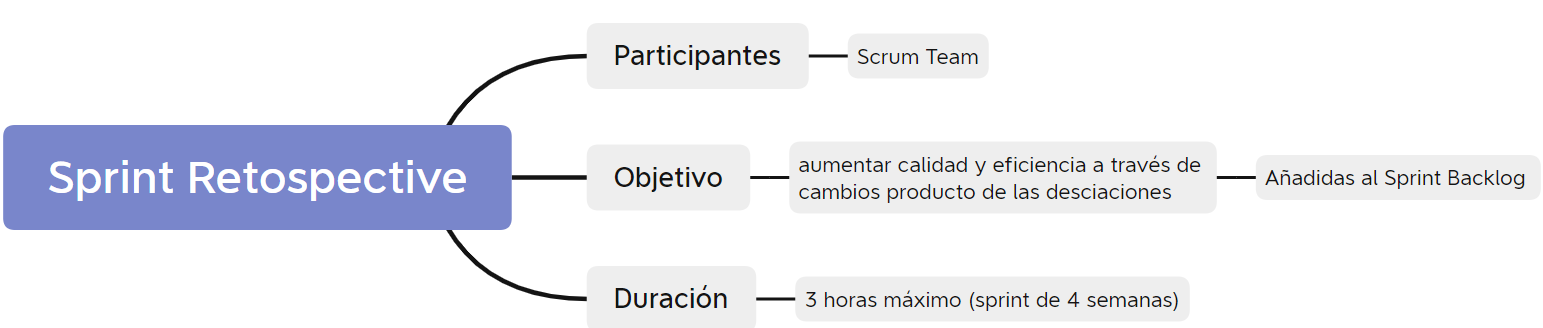 Sprint Retospective
Participantes
Scrum Team
Objetivo
aumentar calidad y eficiencia a través de
cambios producto de las desciaciones
Añadidas al Sprint Backlog
Duración
3 horas máximo (sprint de 4 semanas)